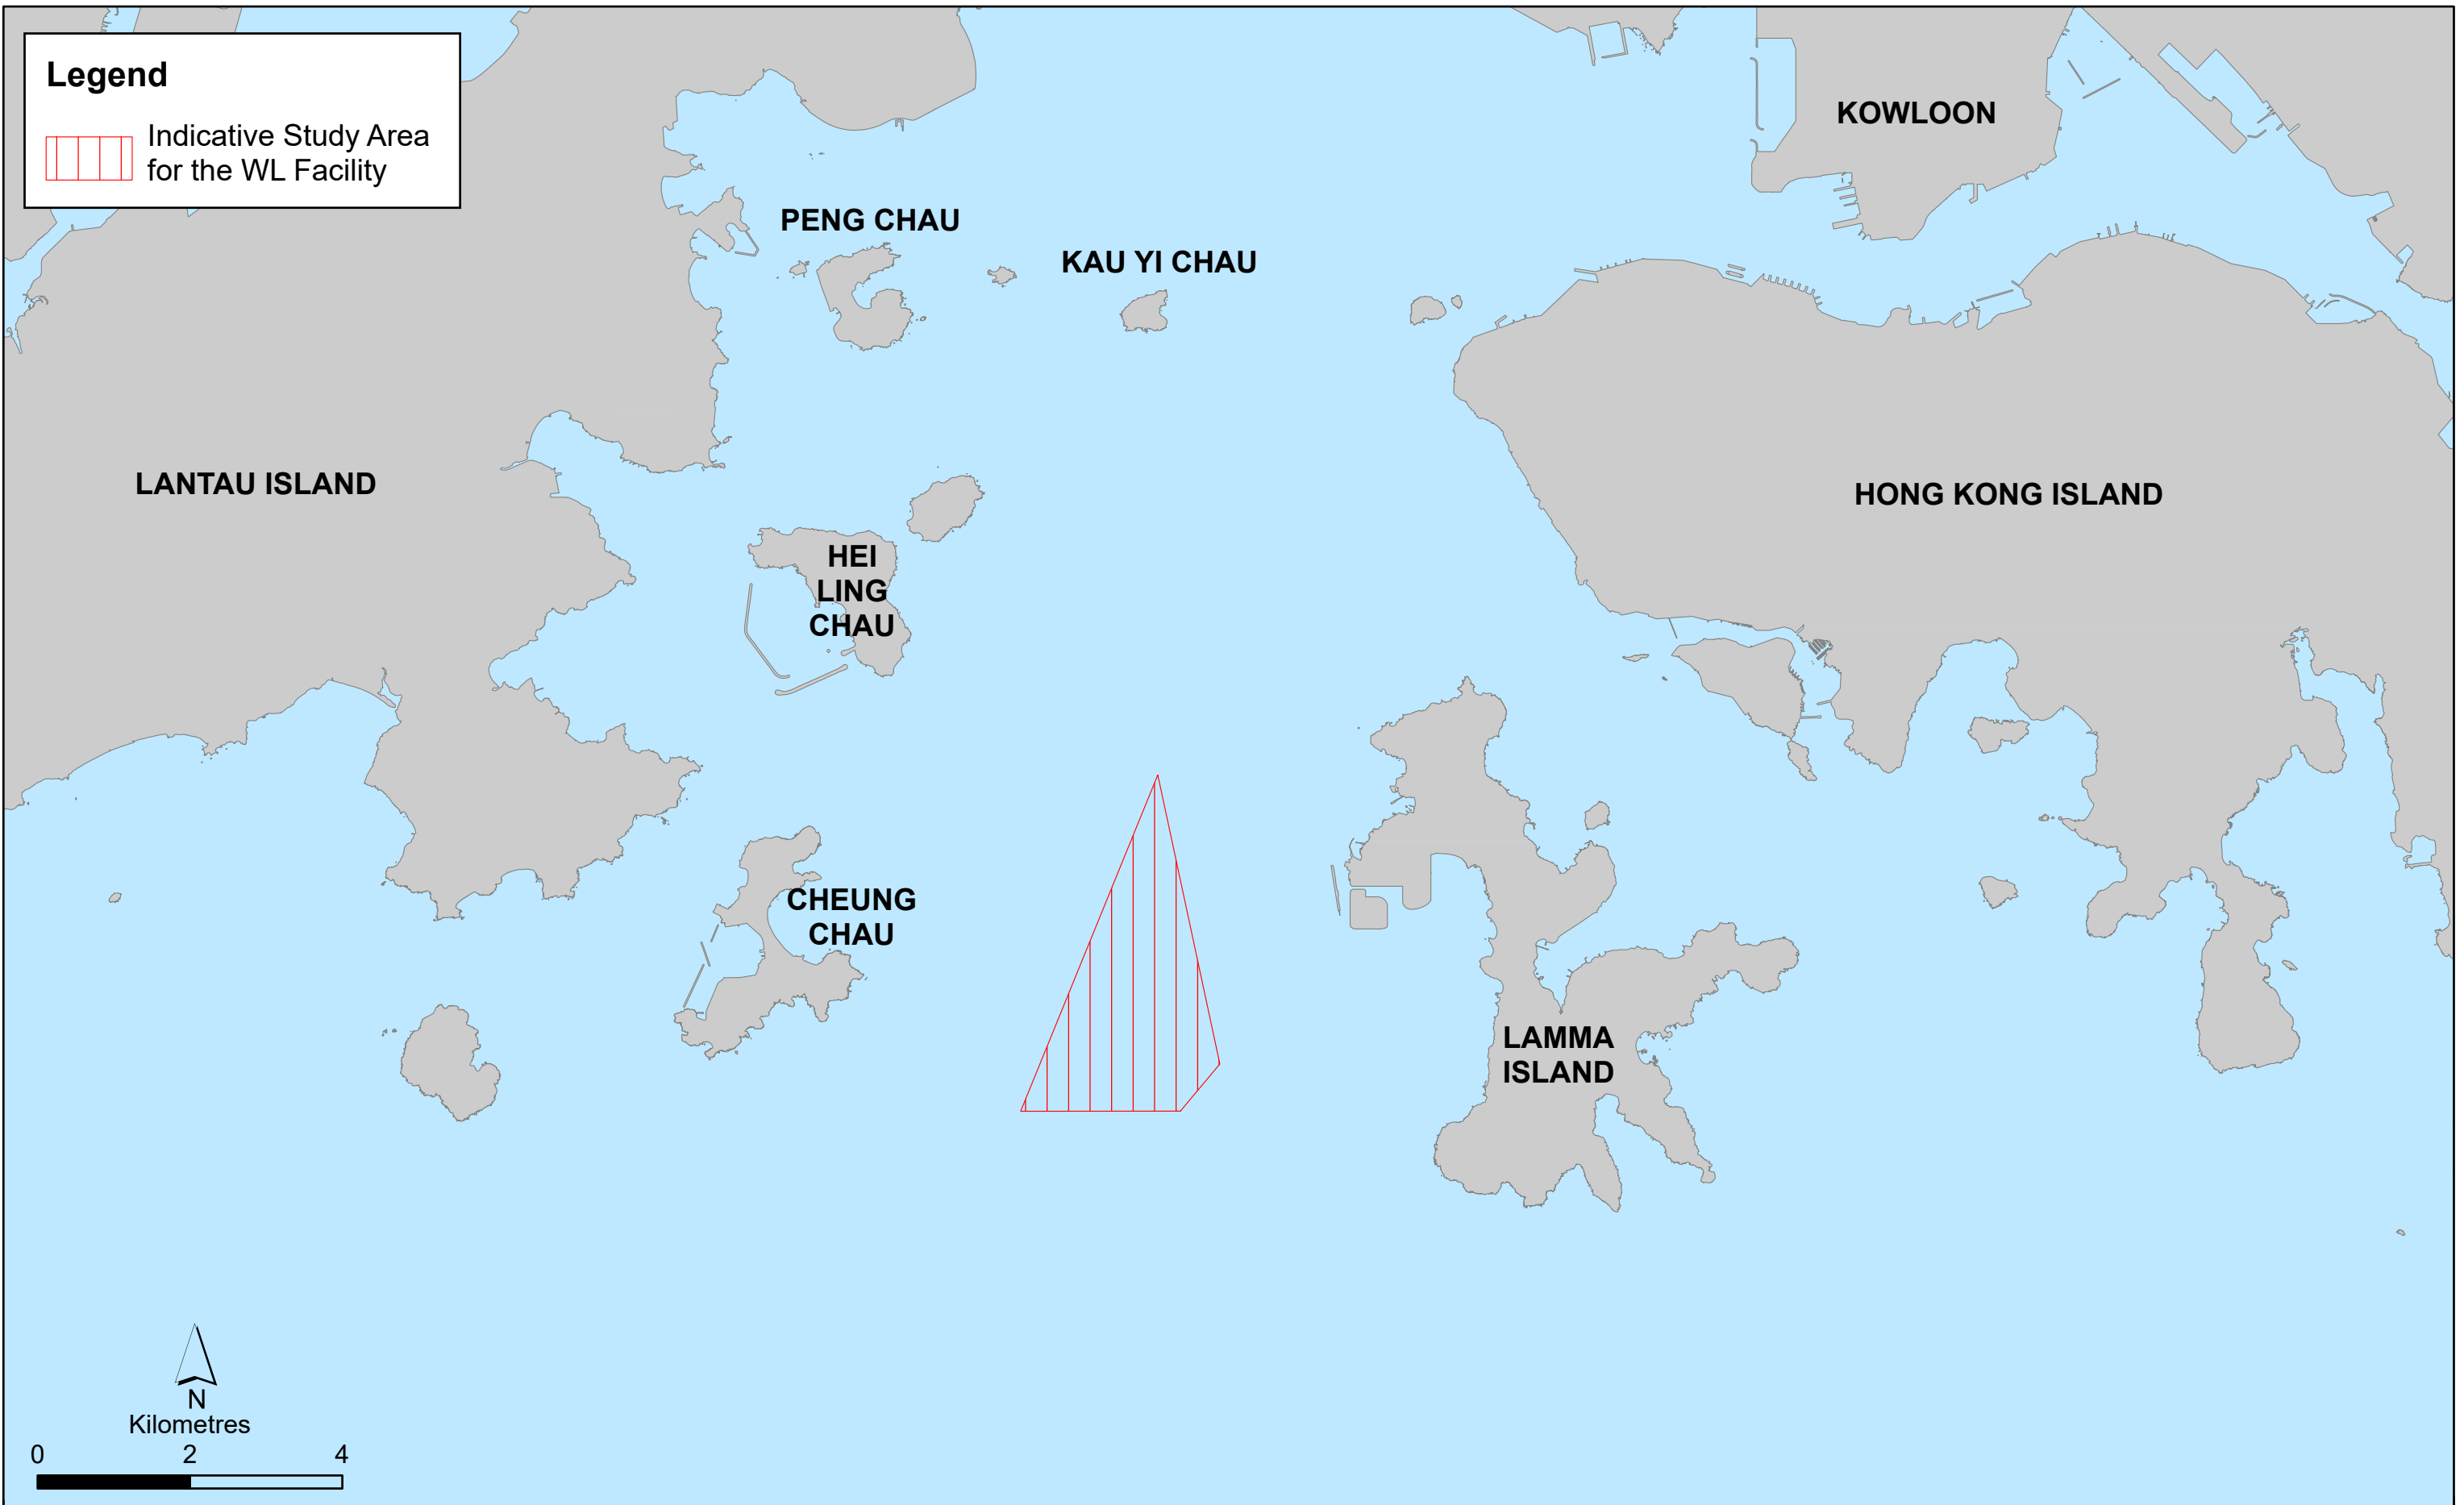 Legend
Indicative Study Area
for the WL Facility
KOWLOON
PENG CHAU
KAU YI CHAU
LANTAU ISLAND
HONG KONG ISLAND
HEI
LING
CHAU
CHEUNG
CHAU
LAMMA
ISLAND
N
Kilometres
0 2 4